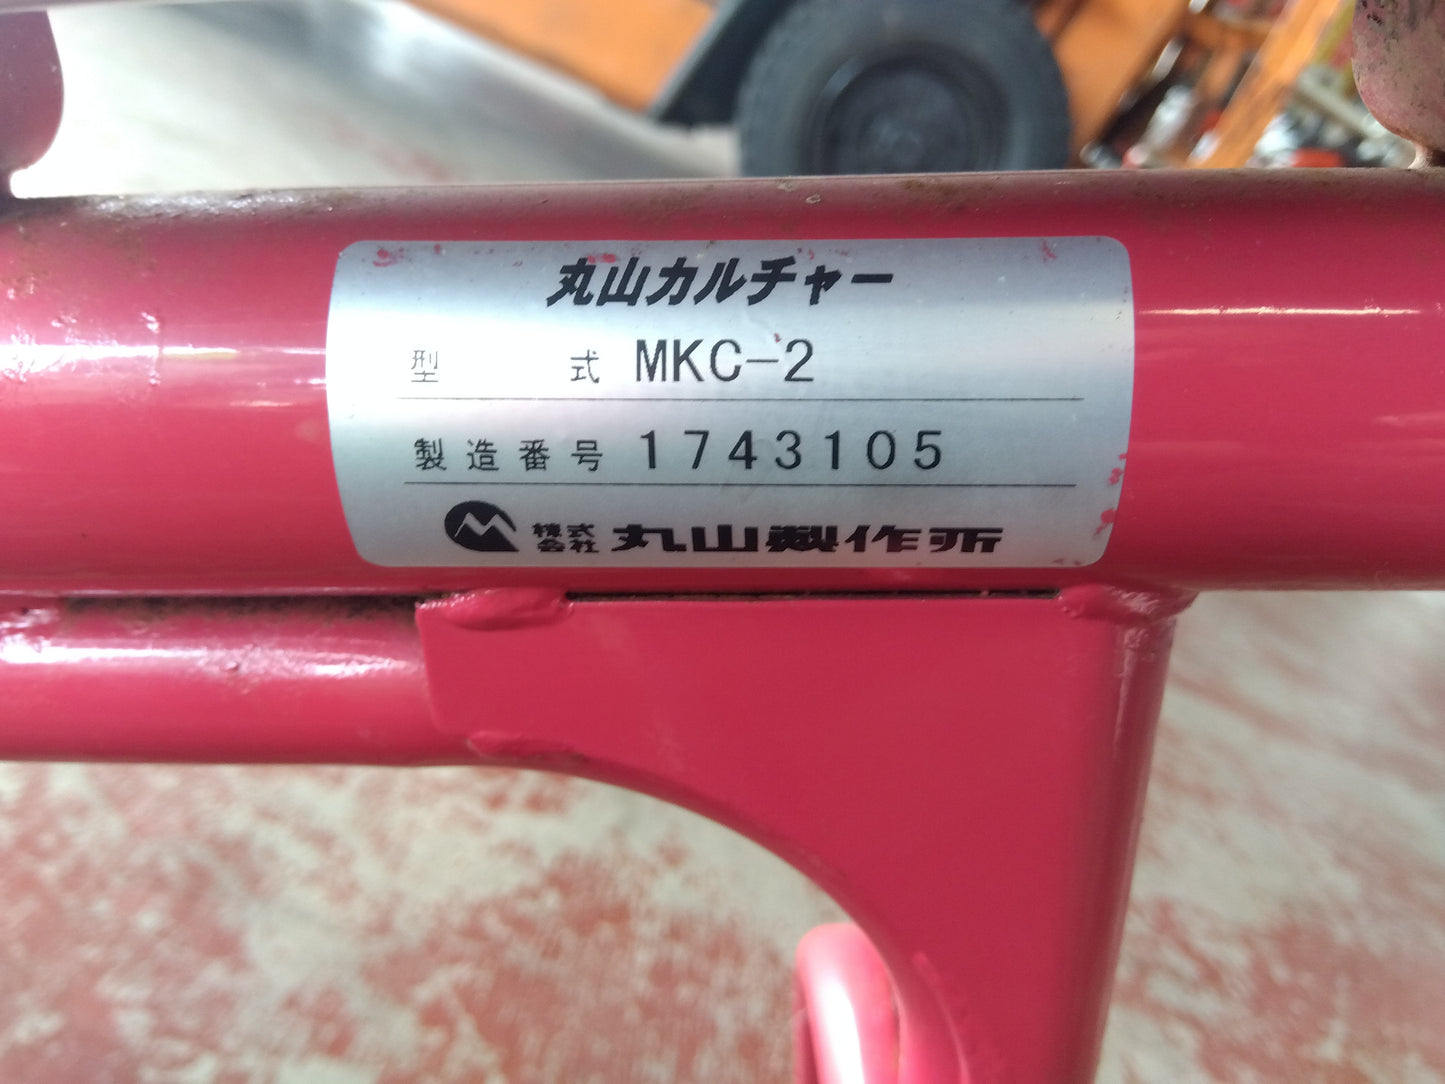 丸山カルチャー
型式 MKC-2
製造番号 1743105
株式会社 丸山製作所